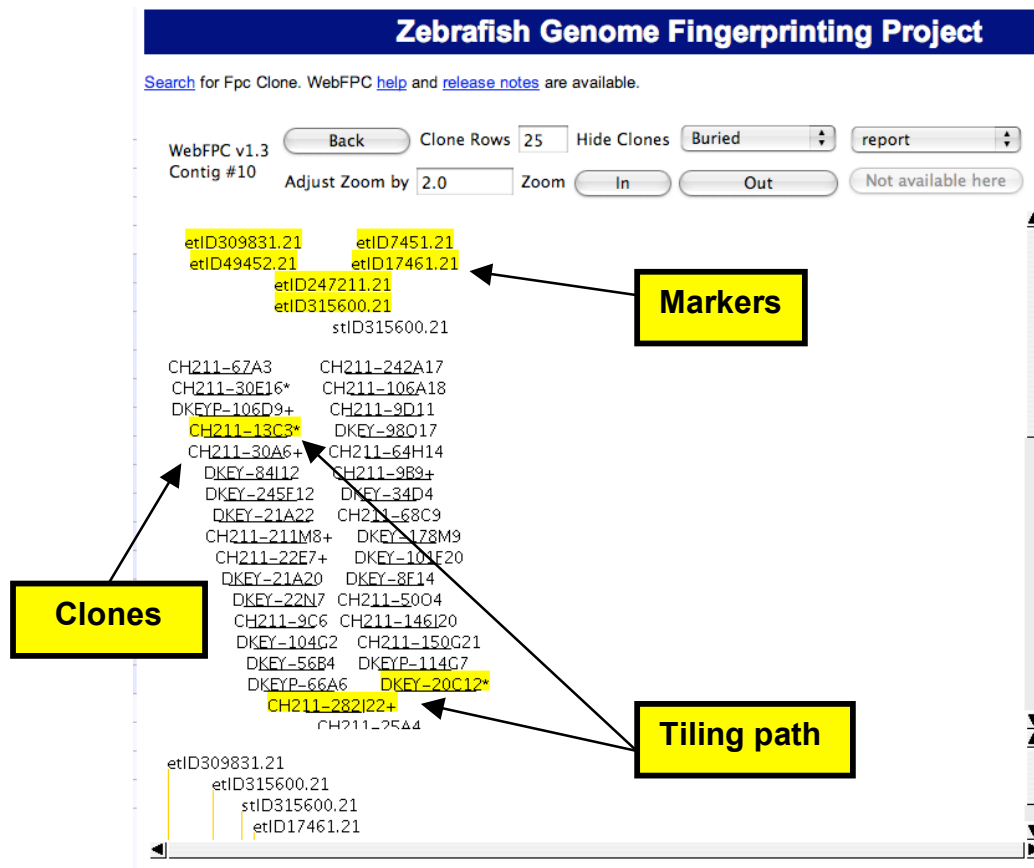 Zebrafish Genome Fingerprinting Project
Search for Fpc Clone. WebFPC help and release notes are available.
WebFPC v1.3
Contig #10
Back Clone Rows 25 Hide Clones Buried report
Adjust Zoom by 2.0 Zoom In Out Not available here
etID309831.21 etID7451.21
etID49452.21 etID17461.21
etID247211.21
etID315600.21
stID315600.21
Markers
CH211-67A3 CH211-242A17
CH211-30E16* CH211-106A18
DKEYP-106D9+ CH211-9D11
CH211-13C3* DKEY-98O17
CH211-30A6+ CH211-64H14
DKEY-84I12 CH211-9B9+
DKEY-245F12 DKEY-34D4
DKEY-21A22 CH211-68C9
CH211-211M8+ DKEY-178M9
CH211-22E7+ DKEY-101F20
DKEY-21A20 DKEY-8F14
DKEY-22N7 CH211-5O04
CH211-9C6 CH211-146I20
DKEY-104G2 CH211-150G21
DKEY-56B4 DKEYP-114G7
DKEYP-66A6 DKEY-20C12*
CH211-282I22+
CH211-25A4
Clones
Tiling path
etID309831.21
etID315600.21
stID315600.21
etID17461.21